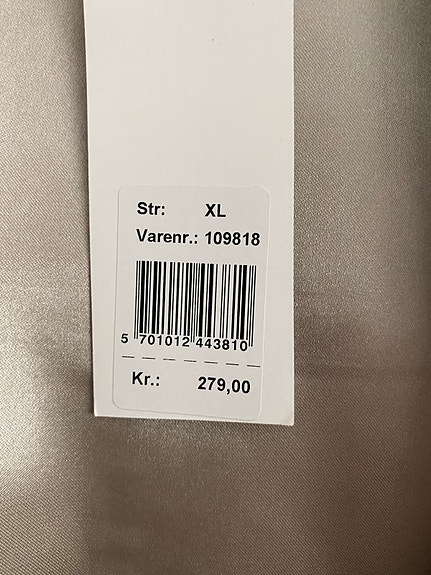 Str: XL
Varenr.: 109818
5 701012 443810
Kr.: 279,00